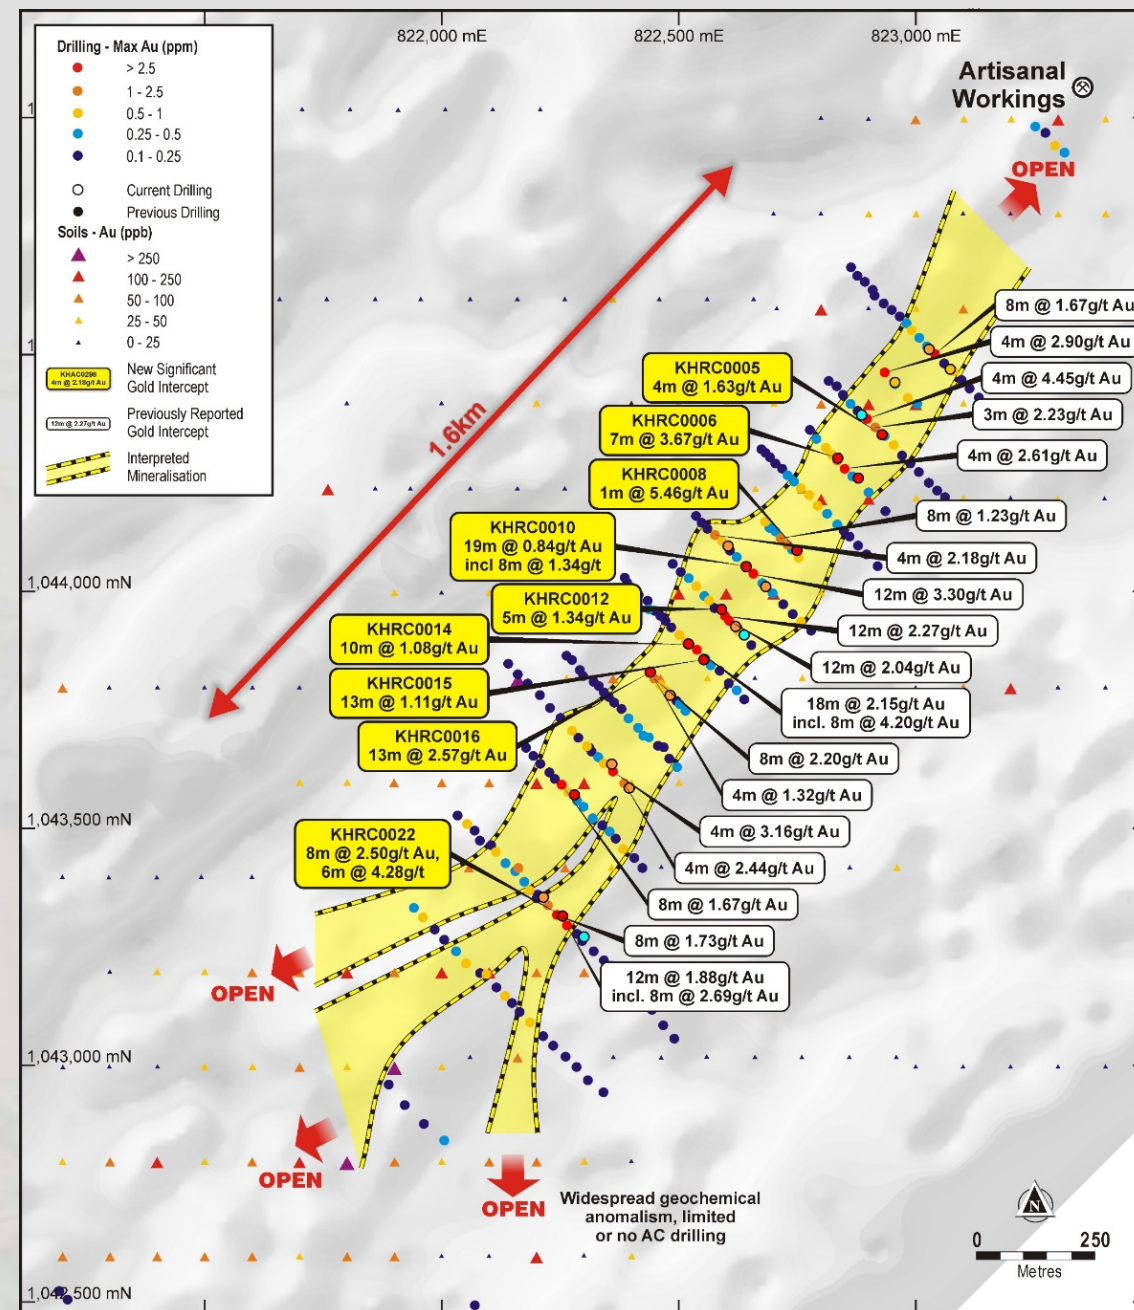 822,000 mE
822,500 mE
823,000 mE
Drilling - Max Au (ppm)
> 2.5
1 - 2.5
0.5 - 1
0.25 - 0.5
0.1 - 0.25
Current Drilling
Previous Drilling
Soils - Au (ppb)
> 250
100 - 250
50 - 100
25 - 50
0 - 25
KHAC0298
4m @ 2.18g/t Au
New Significant
Gold Intercept
12m @ 2.27g/t Au
Previously Reported
Gold Intercept
Interpreted
Mineralisation
Artisanal
Workings
OPEN
1.6km
8m @ 1.67g/t Au
4m @ 2.90g/t Au
KHRC0005
4m @ 1.63g/t Au
4m @ 4.45g/t Au
3m @ 2.23g/t Au
KHRC0006
7m @ 3.67g/t Au
4m @ 2.61g/t Au
KHRC0008
1m @ 5.46g/t Au
8m @ 1.23g/t Au
KHRC0010
19m @ 0.84g/t Au
incl 8m @ 1.34g/t
4m @ 2.18g/t Au
1,044,000 mN
12m @ 3.30g/t Au
KHRC0012
5m @ 1.34g/t Au
12m @ 2.27g/t Au
KHRC0014
10m @ 1.08g/t Au
12m @ 2.04g/t Au
KHRC0015
13m @ 1.11g/t Au
18m @ 2.15g/t Au
incl. 8m @ 4.20g/t Au
KHRC0016
13m @ 2.57g/t Au
8m @ 2.20g/t Au
4m @ 1.32g/t Au
1,043,500 mN
4m @ 3.16g/t Au
KHRC0022
8m @ 2.50g/t Au,
6m @ 4.28g/t
4m @ 2.44g/t Au
8m @ 1.67g/t Au
8m @ 1.73g/t Au
12m @ 1.88g/t Au
incl. 8m @ 2.69g/t Au
OPEN
1,043,000 mN
OPEN
OPEN
Widespread geochemical
anomalism, limited
or no AC drilling
N
0 250
Metres
1,042,500 mN